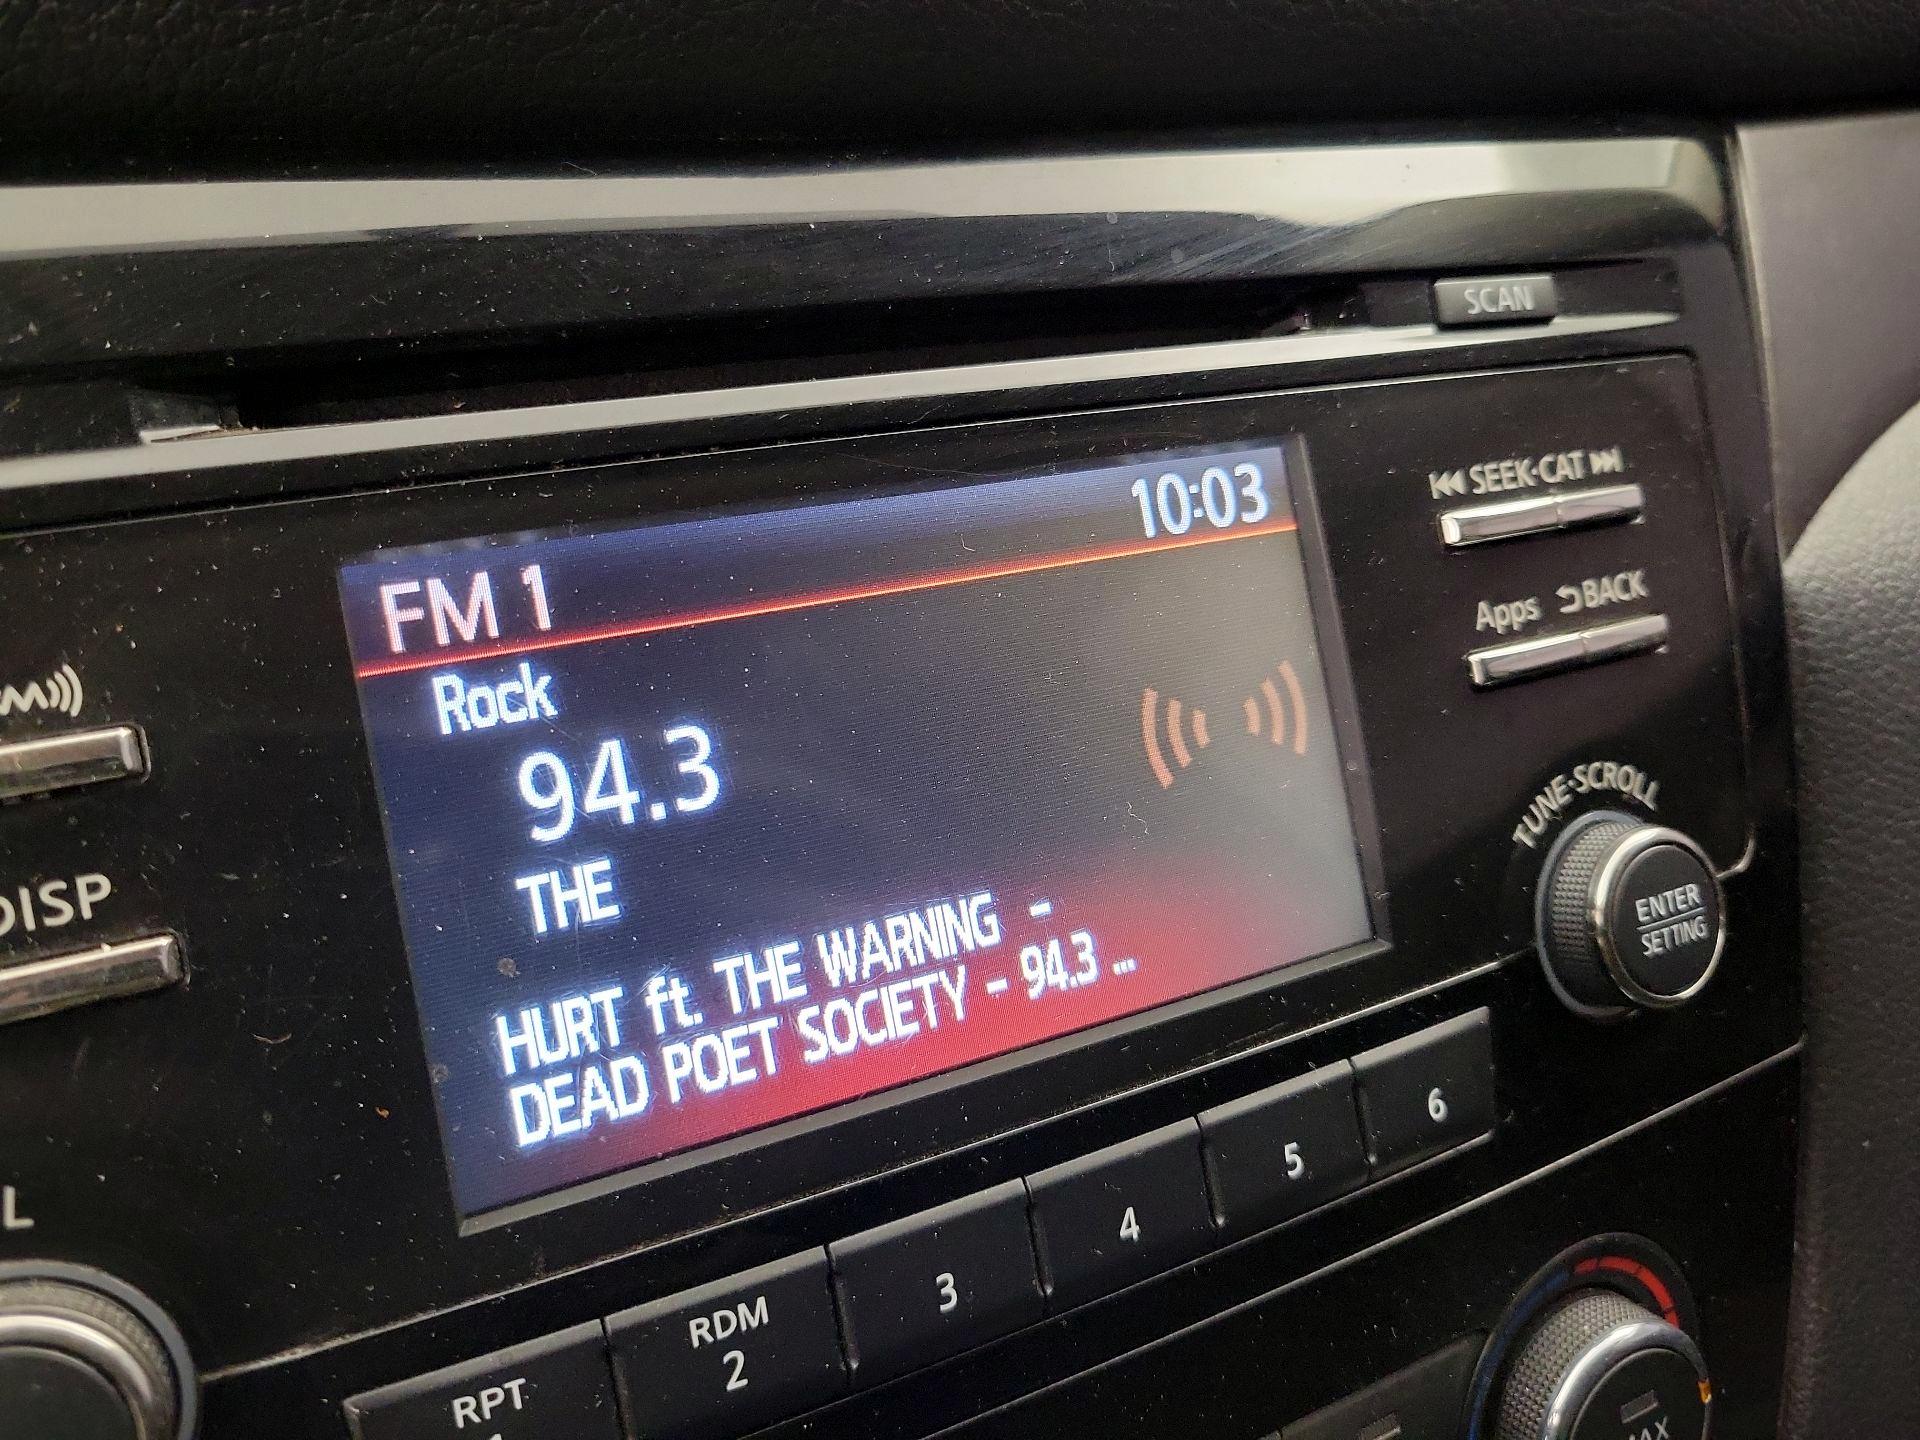 SCAN
10:03
FM 1
⏮ SEEK·CAT ⏭
Apps ⮌BACK
Rock
94.3
THE
HURT ft. THE WARNING -
DEAD POET SOCIETY - 94.3 ...
TUNE·SCROLL
ENTER
SETTING
DISP
6
5
4
3
RDM
2
RPT